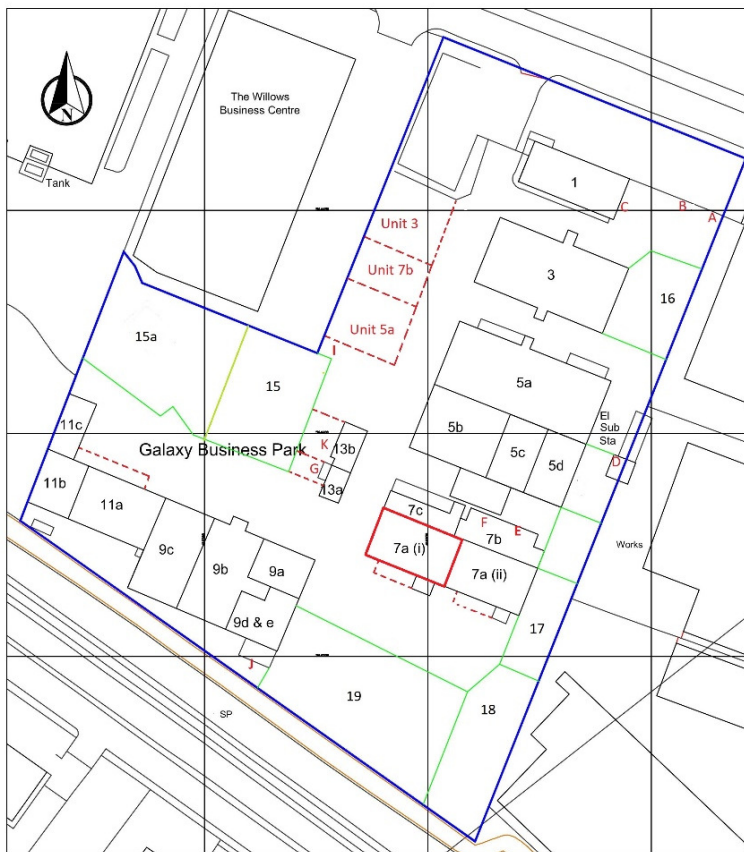 The Willows
Business Centre
N
Tank
1
C
B
A
Unit 3
Unit 7b
Unit 5a
3
16
15a
15
I
5a
5b
5c
5d
El
Sub
Sta
D
11c
Galaxy Business Park
K
13b
G
13a
11b
11a
7c
F
E
7b
7a (i)
7a (ii)
Works
9c
9b
9a
9d & e
J
17
SP
19
18